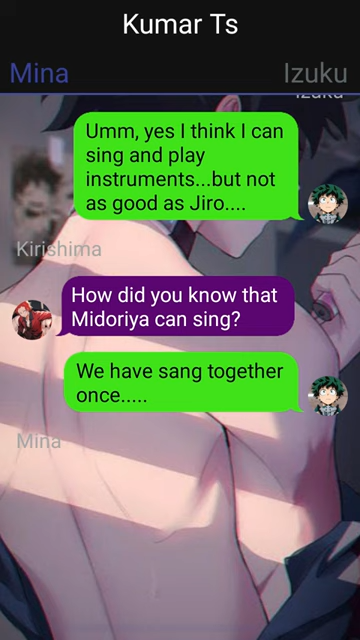 Kumar Ts
Mina
Izuku
Izuku
Umm, yes I think I can
sing and play
instruments...but not
as good as Jiro....
Kirishima
How did you know that
Midoriya can sing?
We have sang together
once.....
Mina